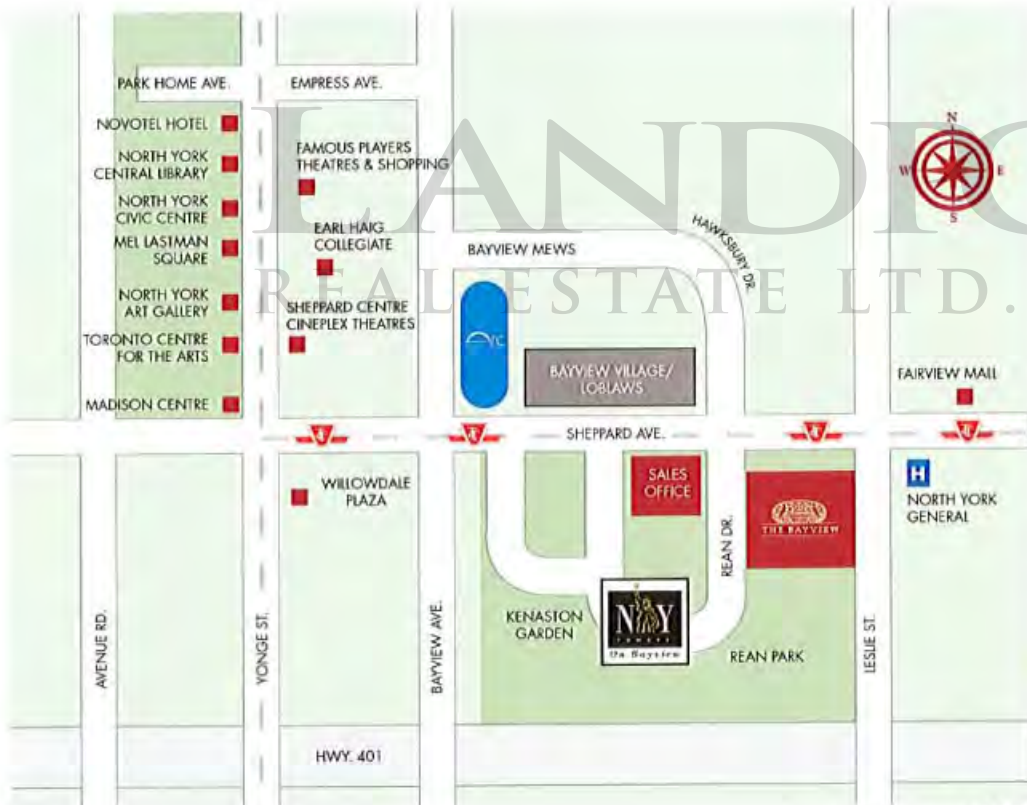 PARK HOME AVE.
EMPRESS AVE.
NOVOTEL HOTEL
NORTH YORK
CENTRAL LIBRARY
NORTH YORK
CIVIC CENTRE
MEL LASTMAN
SQUARE
NORTH YORK
ART GALLERY
TORONTO CENTRE
FOR THE ARTS
MADISON CENTRE
FAMOUS PLAYERS
THEATRES & SHOPPING
EARL HAIG
COLLEGIATE
SHEPPARD CENTRE
CINEPLEX THEATRES
LANDIC
REAL ESTATE LTD.
N
W
E
S
BAYVIEW MEWS
HAWKSBURY DR.
BAYVIEW VILLAGE/
LOBLAWS
FAIRVIEW MALL
SHEPPARD AVE.
WILLOWDALE
PLAZA
SALES
OFFICE
THE BAYVIEW
H
NORTH YORK
GENERAL
REAN DR.
KENASTON
GARDEN
NY
TOWERS
On Bayview
REAN PARK
AVENUE RD.
YONGE ST.
BAYVIEW AVE.
LESLIE ST.
HWY. 401